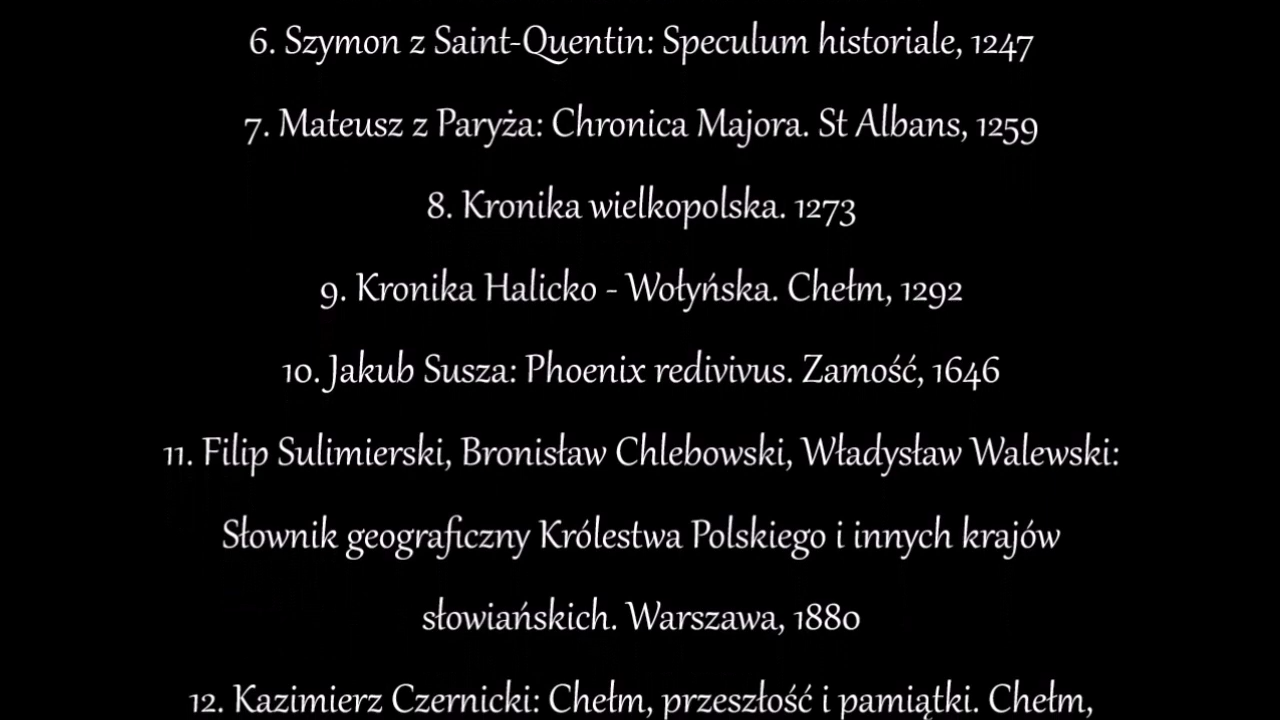 6. Szymon z Saint-Quentin: Speculum historiale, 1247
7. Mateusz z Paryża: Chronica Majora. St Albans, 1259
8. Kronika wielkopolska. 1273
9. Kronika Halicko - Wołyńska. Chełm, 1292
10. Jakub Susza: Phoenix redivivus. Zamość, 1646
11. Filip Sulimierski, Bronisław Chlebowski, Władysław Walewski:
Słownik geograficzny Królestwa Polskiego i innych krajów
słowiańskich. Warszawa, 1880
12. Kazimierz Czernicki: Chełm, przeszłość i pamiątki. Chełm,